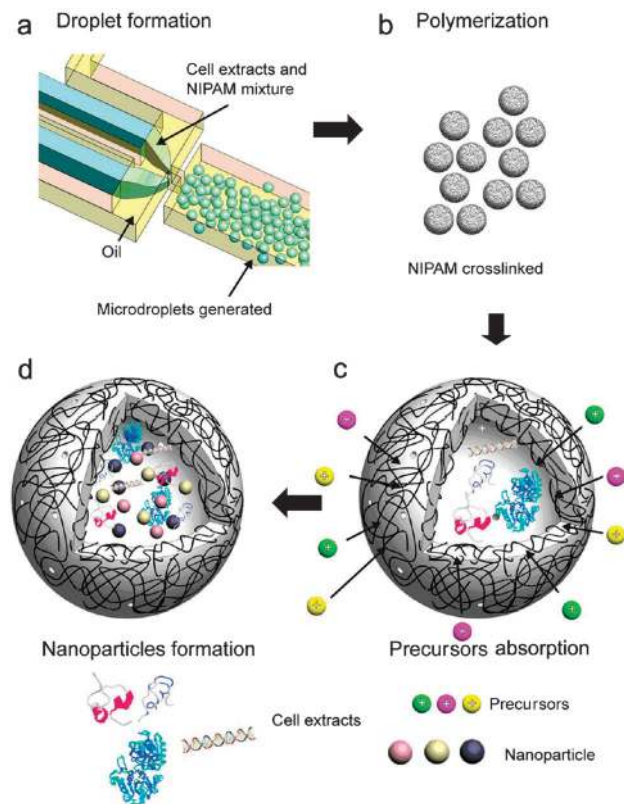 a Droplet formation
Cell extracts and
NIPAM mixture
Oil
Microdroplets generated
b Polymerization
NIPAM crosslinked
c
Precursors absorption
d
Nanoparticles formation
Cell extracts
+ + + Precursors
Nanoparticle